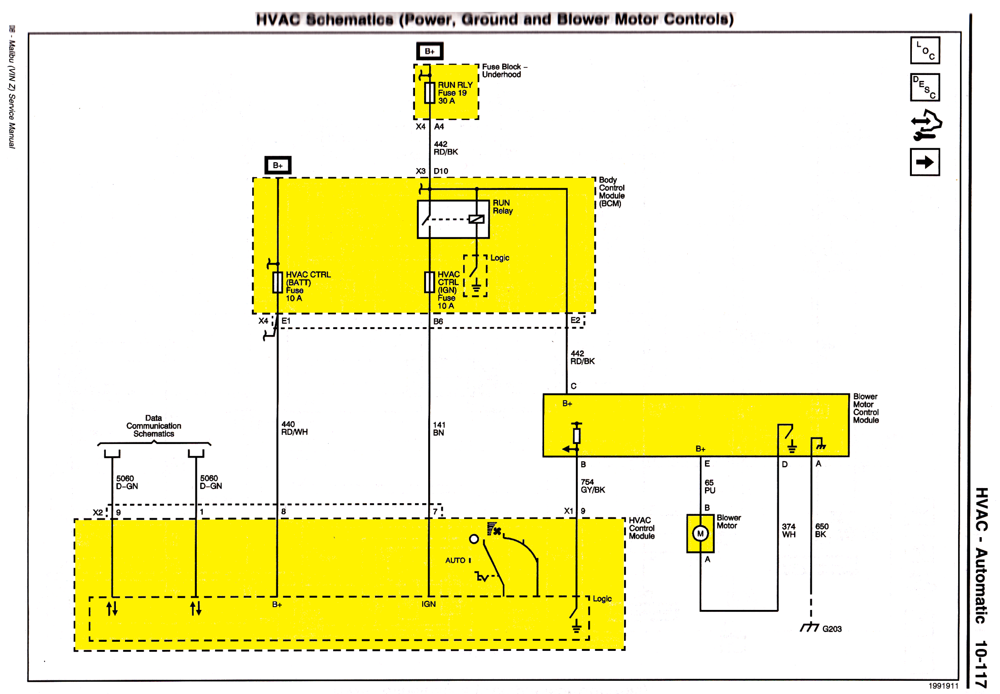 HVAC Schematics (Power, Ground and Blower Motor Controls)
- Malibu (VIN Z) Service Manual
L
O
C
D
E
S
C
B+
Fuse Block –
Underhood
RUN RLY
Fuse 19
30 A
X4 A4
442
RD/BK
B+
X3 D10
Body
Control
Module
(BCM)
RUN
Relay
Logic
HVAC CTRL
(BATT)
Fuse
10 A
HVAC
CTRL
(IGN)
Fuse
10 A
X4 E1
B6
E2
442
RD/BK
C
B+
Blower
Motor
Control
Module
Data
Communication
Schematics
440
RD/WH
141
BN
B+
B
E
D
A
5060
D–GN
5060
D–GN
754
GY/BK
65
PU
X2 9
1
8
7
X1 9
B
HVAC
Control
Module
Blower
Motor
M
374
WH
650
BK
AUTO
A
B+
IGN
Logic
G203
HVAC - Automatic 10-117
1991911